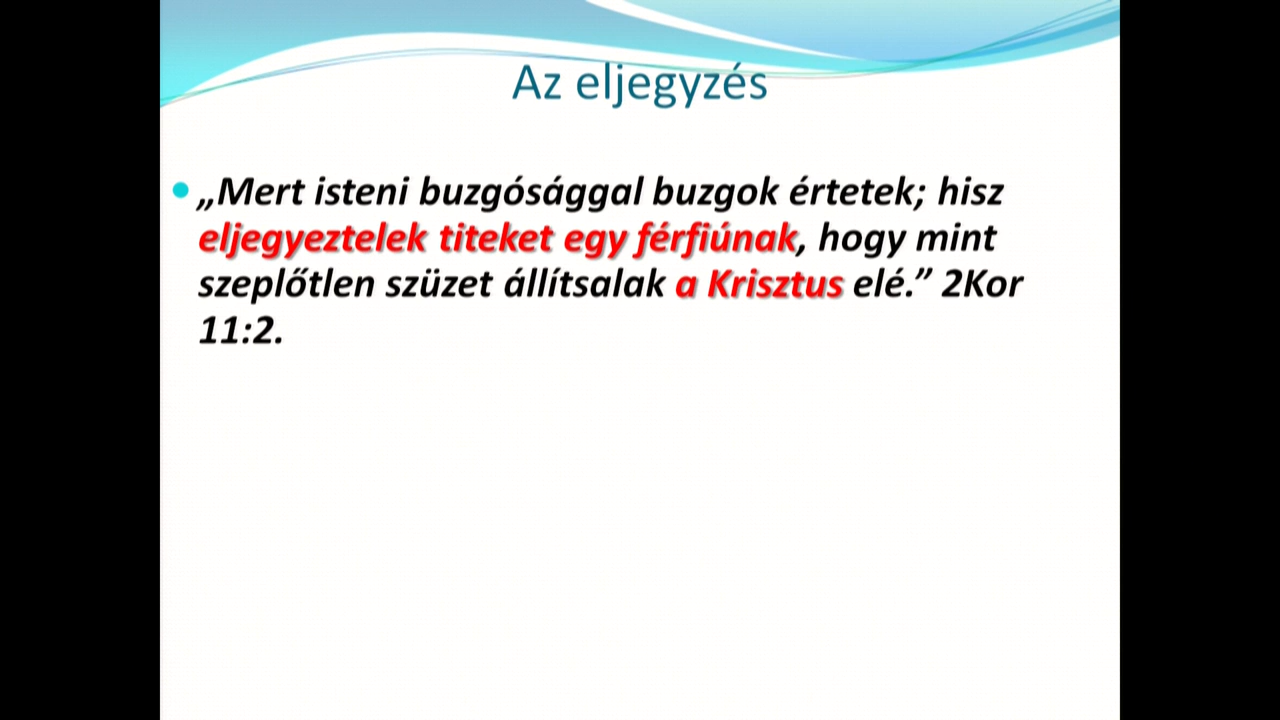 Az eljegyzés
„Mert isteni buzgósággal buzgok értetek; hisz
eljegyeztelek titeket egy férfiúnak, hogy mint
szeplőtlen szüzet állítsalak a Krisztus elé.” 2Kor
11:2.